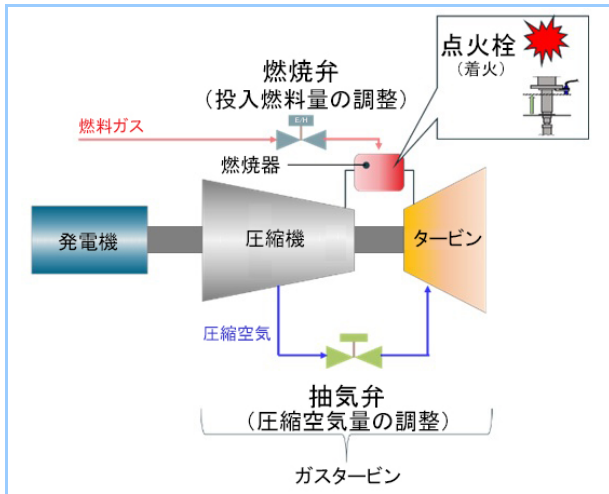 点火栓
(着火)
燃焼弁
(投入燃料量の調整)
E/H
燃料ガス
燃焼器
発電機
圧縮機
タービン
圧縮空気
抽気弁
(圧縮空気量の調整)
ガスタービン